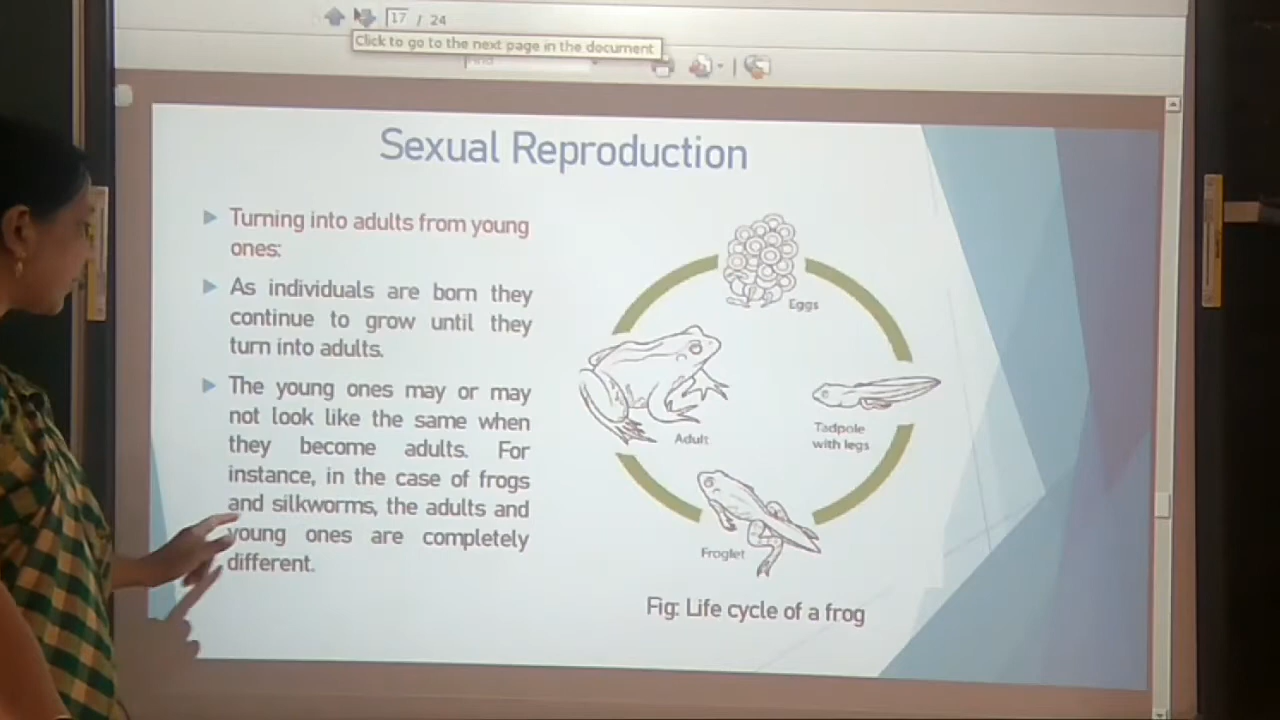 17 / 24
Click to go to the next page in the document
Sexual Reproduction
Turning into adults from young
ones:
As individuals are born they
continue to grow until they
turn into adults.
The young ones may or may
not look like the same when
they become adults. For
instance, in the case of frogs
and silkworms, the adults and
young ones are completely
different.
Eggs
Tadpole
with legs
Adult
Froglet
Fig: Life cycle of a frog